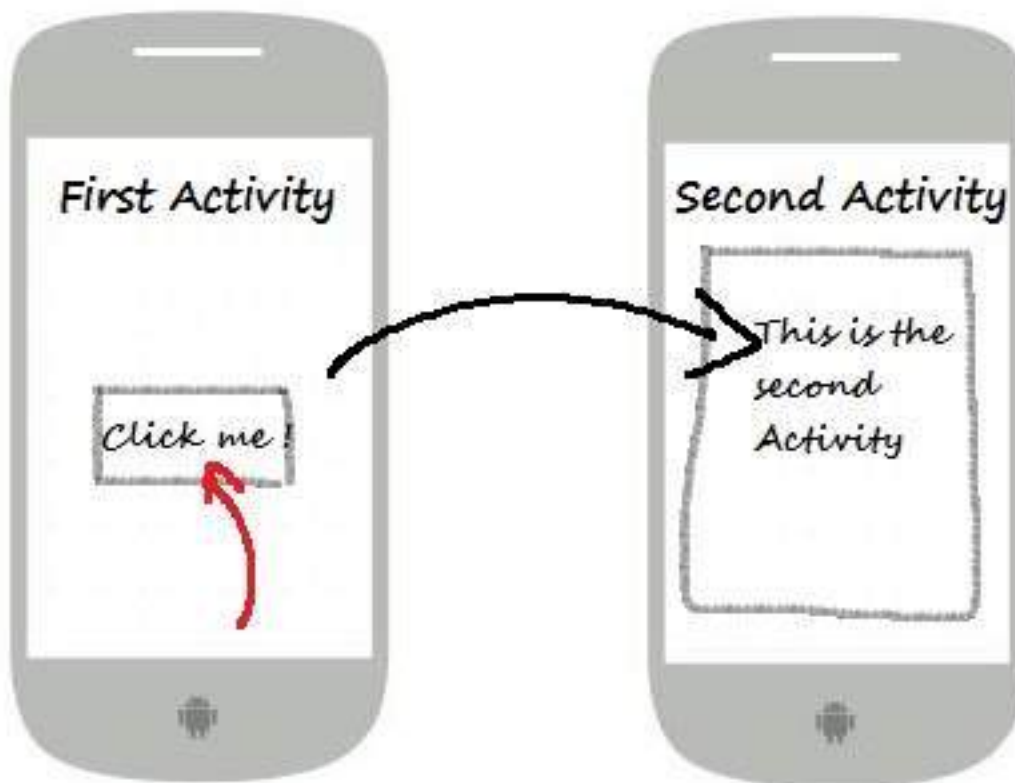 First Activity
Click me
Second Activity
This is the
second
Activity